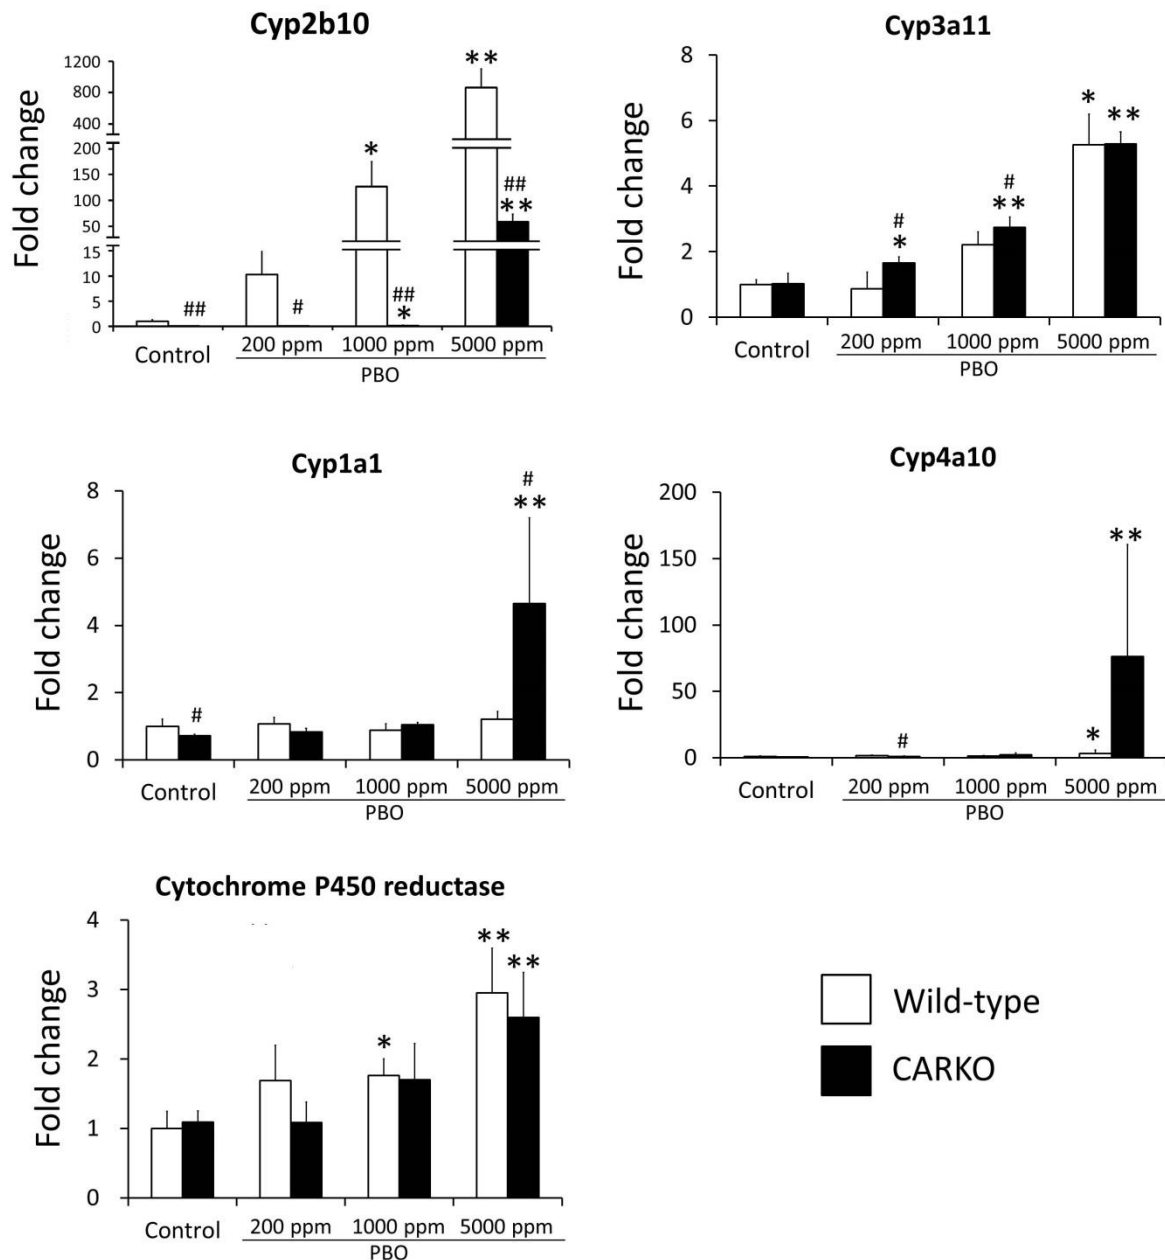 Cyp2b10
Fold change
1200
800
400
200
150
100
50
15
10
5
0
##
#
*
##
*
**
##
**
Control
200 ppm
1000 ppm
5000 ppm
PBO
Cyp3a11
Fold change
8
6
4
2
0
#
*
#
**
*
**
Control
200 ppm
1000 ppm
5000 ppm
PBO
Cyp1a1
Fold change
8
6
4
2
0
#
#
**
Control
200 ppm
1000 ppm
5000 ppm
PBO
Cyp4a10
Fold change
200
150
100
50
0
#
*
**
Control
200 ppm
1000 ppm
5000 ppm
PBO
Cytochrome P450 reductase
Fold change
4
3
2
1
0
*
**
**
Control
200 ppm
1000 ppm
5000 ppm
PBO
Wild-type
CARKO